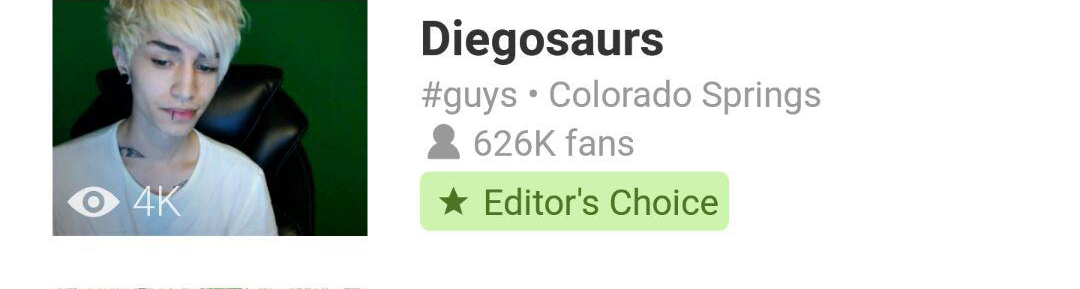 Diegosaurs
#guys • Colorado Springs
626K fans
★ Editor's Choice
4K